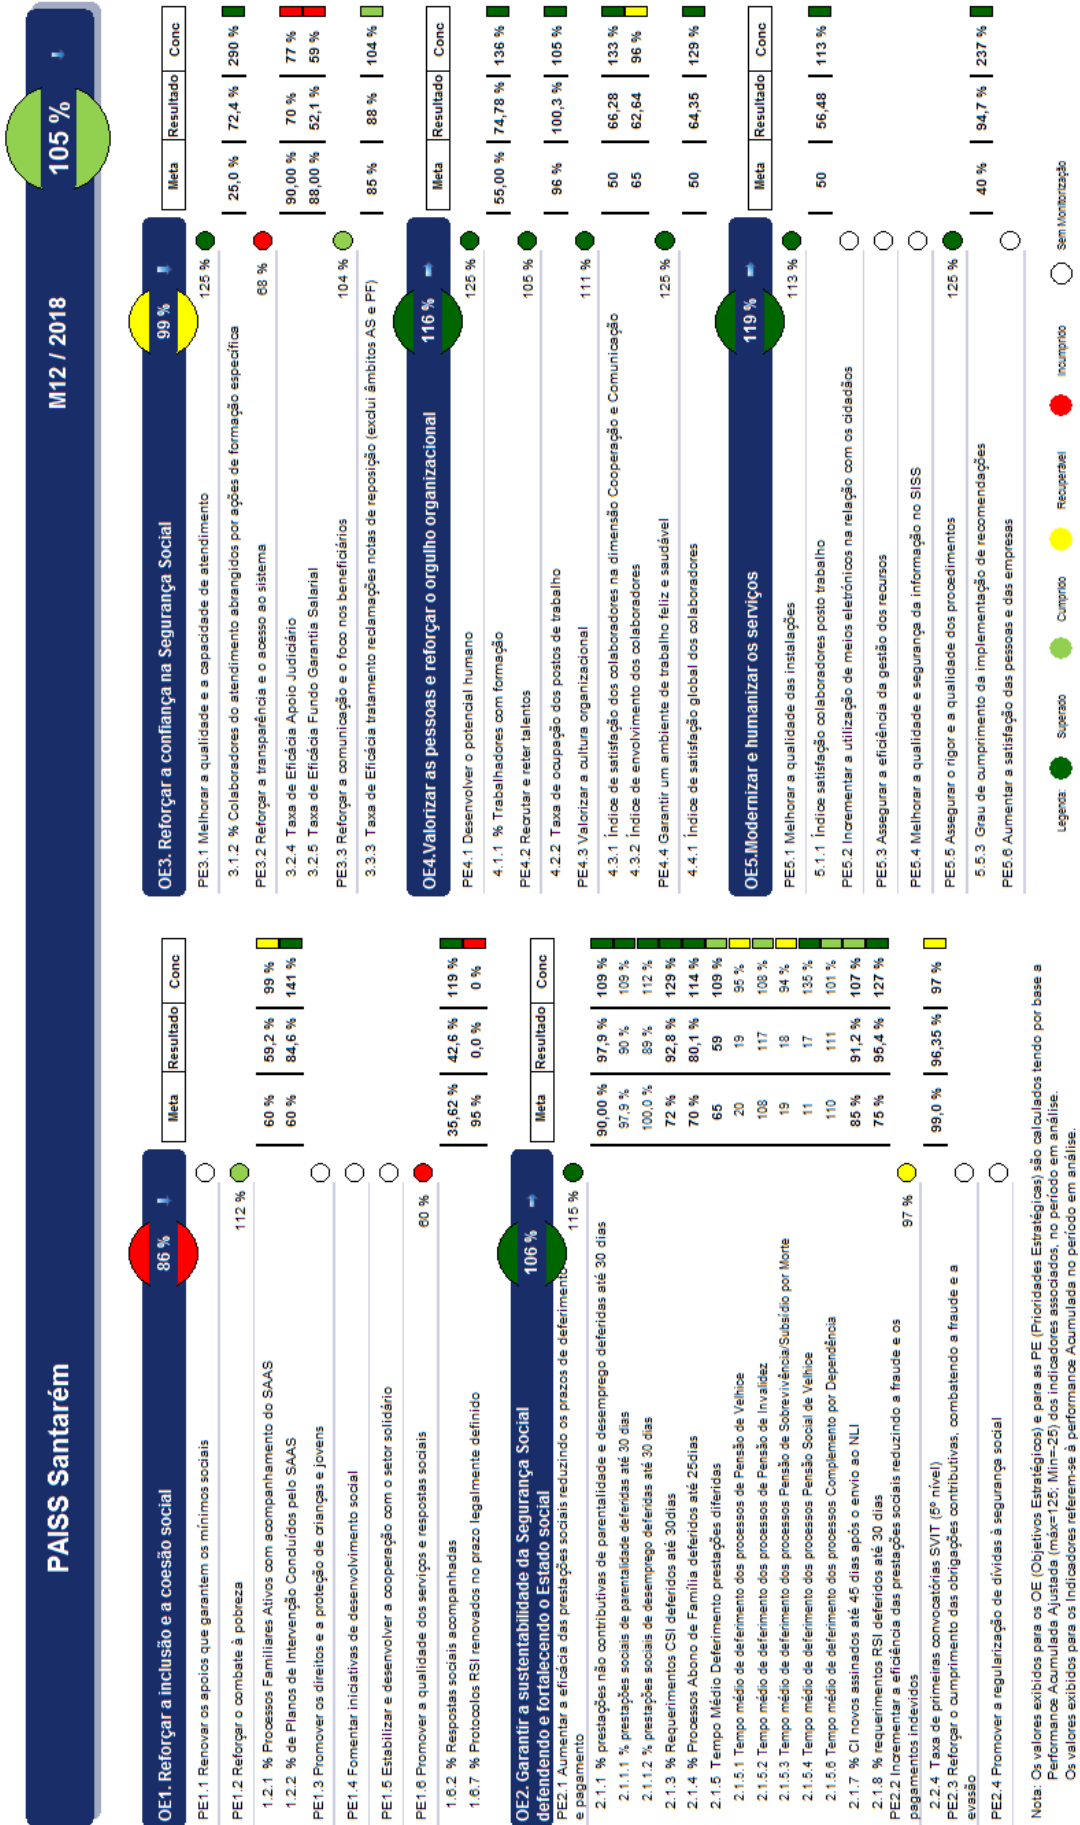 PAISS Santarém M12 / 2018 105 %
OE1. Reforçar a inclusão e a coesão social 86 % Meta Resultado Conc
PE1.1 Renovar os apoios que garantem os mínimos sociais
PE1.2 Reforçar o combate à pobreza 112 %
1.2.1 % Processos Familiares Ativos com acompanhamento do SAAS 60 % 59,2 % 99 %
1.2.2 % de Planos de Intervenção Concluídos pelo SAAS 60 % 84,6 % 141 %
PE1.3 Promover os direitos e a proteção de crianças e jovens
PE1.4 Fomentar iniciativas de desenvolvimento social
PE1.5 Estabilizar e desenvolver a cooperação com o setor solidário
PE1.6 Promover a qualidade dos serviços e respostas sociais 60 %
1.6.2 % Respostas sociais acompanhadas 35,62 % 42,6 % 119 %
1.6.7 % Protocolos RSI renovados no prazo legalmente definido 95 % 0,0 % 0 %
OE2. Garantir a sustentabilidade da Segurança Social
defendendo e fortalecendo o Estado social 106 % Meta Resultado Conc
PE2.1 Aumentar a eficácia das prestações sociais reduzindo os prazos de deferimento
e pagamento 115 %
2.1.1 % prestações não contributivas de parentalidade e desemprego deferidas até 30 dias 90,00 % 97,9 % 109 %
2.1.1.1 % prestações sociais de parentalidade deferidas até 30 dias 97,9 % 90 % 109 %
2.1.1.2 % prestações sociais de desemprego deferidas até 30 dias 100,0 % 89 % 112 %
2.1.3 % Requerimentos CSI deferidos até 30dias 72 % 92,8 % 129 %
2.1.4 % Processos Abono de Família deferidos até 25dias 70 % 80,1 % 114 %
2.1.5 Tempo Médio Deferimento prestações diferidas 65 59 109 %
2.1.5.1 Tempo médio de deferimento dos processos de Pensão de Velhice 20 19 95 %
2.1.5.2 Tempo médio de deferimento dos processos de Pensão de Invalidez 108 117 108 %
2.1.5.3 Tempo médio de deferimento dos processos Pensão de Sobrevivência/Subsídio por Morte 19 18 94 %
2.1.5.4 Tempo médio de deferimento dos processos Pensão Social de Velhice 11 17 135 %
2.1.5.6 Tempo médio de deferimento dos processos Complemento por Dependência 110 111 101 %
2.1.7 % CI novos assinados até 45 dias após o envio ao NLI 85 % 91,2 % 107 %
2.1.8 % requerimentos RSI deferidos até 30 dias 75 % 95,4 % 127 %
PE2.2 Incrementar a eficiência das prestações sociais reduzindo a fraude e os
pagamentos indevidos 97 %
2.2.4 Taxa de primeiras convocatórias SVIT (5º nível) 99,0 % 96,35 % 97 %
PE2.3 Reforçar o cumprimento das obrigações contributivas, combatendo a fraude e a
evasão
PE2.4 Promover a regularização de dívidas à segurança social
OE3. Reforçar a confiança na Segurança Social 99 % Meta Resultado Conc
PE3.1 Melhorar a qualidade e a capacidade de atendimento 125 %
3.1.2 % Colaboradores do atendimento abrangidos por ações de formação específica 25,0 % 72,4 % 290 %
PE3.2 Reforçar a transparência e o acesso ao sistema 68 %
3.2.4 Taxa de Eficácia Apoio Judiciário 90,00 % 70 % 77 %
3.2.5 Taxa de Eficácia Fundo Garantia Salarial 88,00 % 52,1 % 59 %
PE3.3 Reforçar a comunicação e o foco nos beneficiários 104 %
3.3.3 Taxa de Eficácia tratamento reclamações notas de reposição (exclui âmbitos AS e PF) 85 % 88 % 104 %
OE4.Valorizar as pessoas e reforçar o orgulho organizacional 116 % Meta Resultado Conc
PE4.1 Desenvolver o potencial humano 125 %
4.1.1 % Trabalhadores com formação 55,00 % 74,78 % 136 %
PE4.2 Recrutar e reter talentos 105 %
4.2.2 Taxa de ocupação dos postos de trabalho 96 % 100,3 % 105 %
PE4.3 Valorizar a cultura organizacional 111 %
4.3.1 Índice de satisfação dos colaboradores na dimensão Cooperação e Comunicação 50 66,28 133 %
4.3.2 Índice de envolvimento dos colaboradores 65 62,64 96 %
PE4.4 Garantir um ambiente de trabalho feliz e saudável 125 %
4.4.1 Índice de satisfação global dos colaboradores 50 64,35 129 %
OE5.Modernizar e humanizar os serviços 119 % Meta Resultado Conc
PE5.1 Melhorar a qualidade das instalações 113 %
5.1.1 Índice satisfação colaboradores posto trabalho 50 56,48 113 %
PE5.2 Incrementar a utilização de meios eletrónicos na relação com os cidadãos
PE5.3 Assegurar a eficiência da gestão dos recursos
PE5.4 Melhorar a qualidade e segurança da informação no SISS
PE5.5 Assegurar o rigor e a qualidade dos procedimentos 125 %
5.5.3 Grau de cumprimento da implementação de recomendações 40 % 94,7 % 237 %
PE5.6 Aumentar a satisfação das pessoas e das empresas
Legenda: Superado Cumprido Recuperável Incumprido Sem Monitorização
Nota: Os valores exibidos para os OE (Objetivos Estratégicos) e para as PE (Prioridades Estratégicas) são calculados tendo por base a
Performance Acumulada Ajustada (máx=125; Min=-25) dos indicadores associados, no período em análise.
Os valores exibidos para os Indicadores referem-se à performance Acumulada no período em análise.